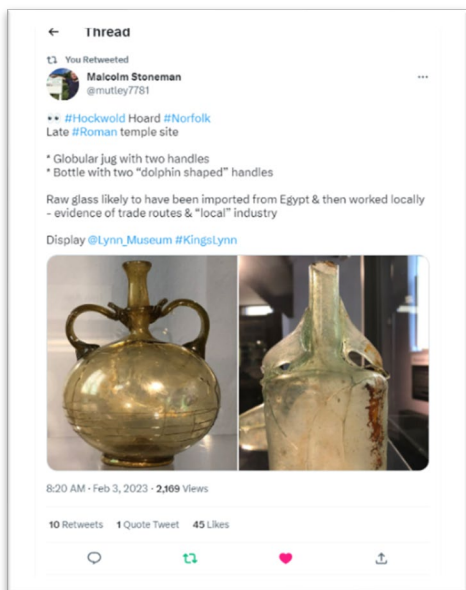 Thread
You Retweeted
Malcolm Stoneman
@mutley7781
#Hockwold Hoard #Norfolk
Late #Roman temple site
* Globular jug with two handles
* Bottle with two “dolphin shaped” handles
Raw glass likely to have been imported from Egypt & then worked locally
- evidence of trade routes & “local” industry
Display @Lynn_Museum #KingsLynn
8:20 AM · Feb 3, 2023 · 2,169 Views
10 Retweets 1 Quote Tweet 45 Likes